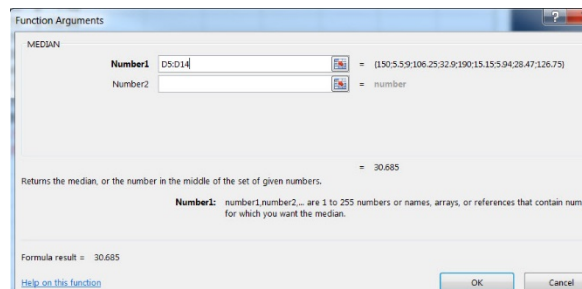 Function Arguments
MEDIAN
Number1 D5:D14 = {150;5.5;9;106.25;32.9;190;15.15;5.94;28.47;126.75}
Number2 = number
= 30.685
Returns the median, or the number in the middle of the set of given numbers.
Number1: number1,number2,... are 1 to 255 numbers or names, arrays, or references that contain num
for which you want the median.
Formula result = 30.685
Help on this function OK Cancel